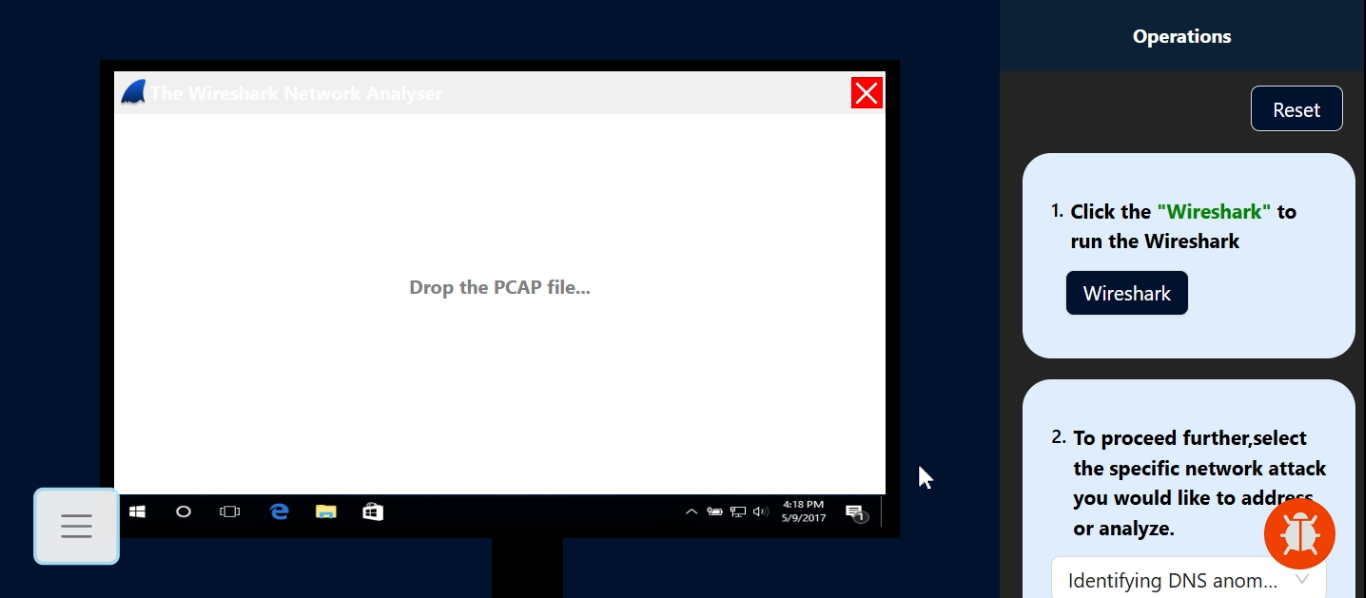 The Wireshark Network Analyser
Drop the PCAP file...
4:18 PM
5/9/2017
1
Operations
Reset
1. Click the "Wireshark" to
run the Wireshark
Wireshark
2. To proceed further,select
the specific network attack
you would like to address
or analyze.
Identifying DNS anom...